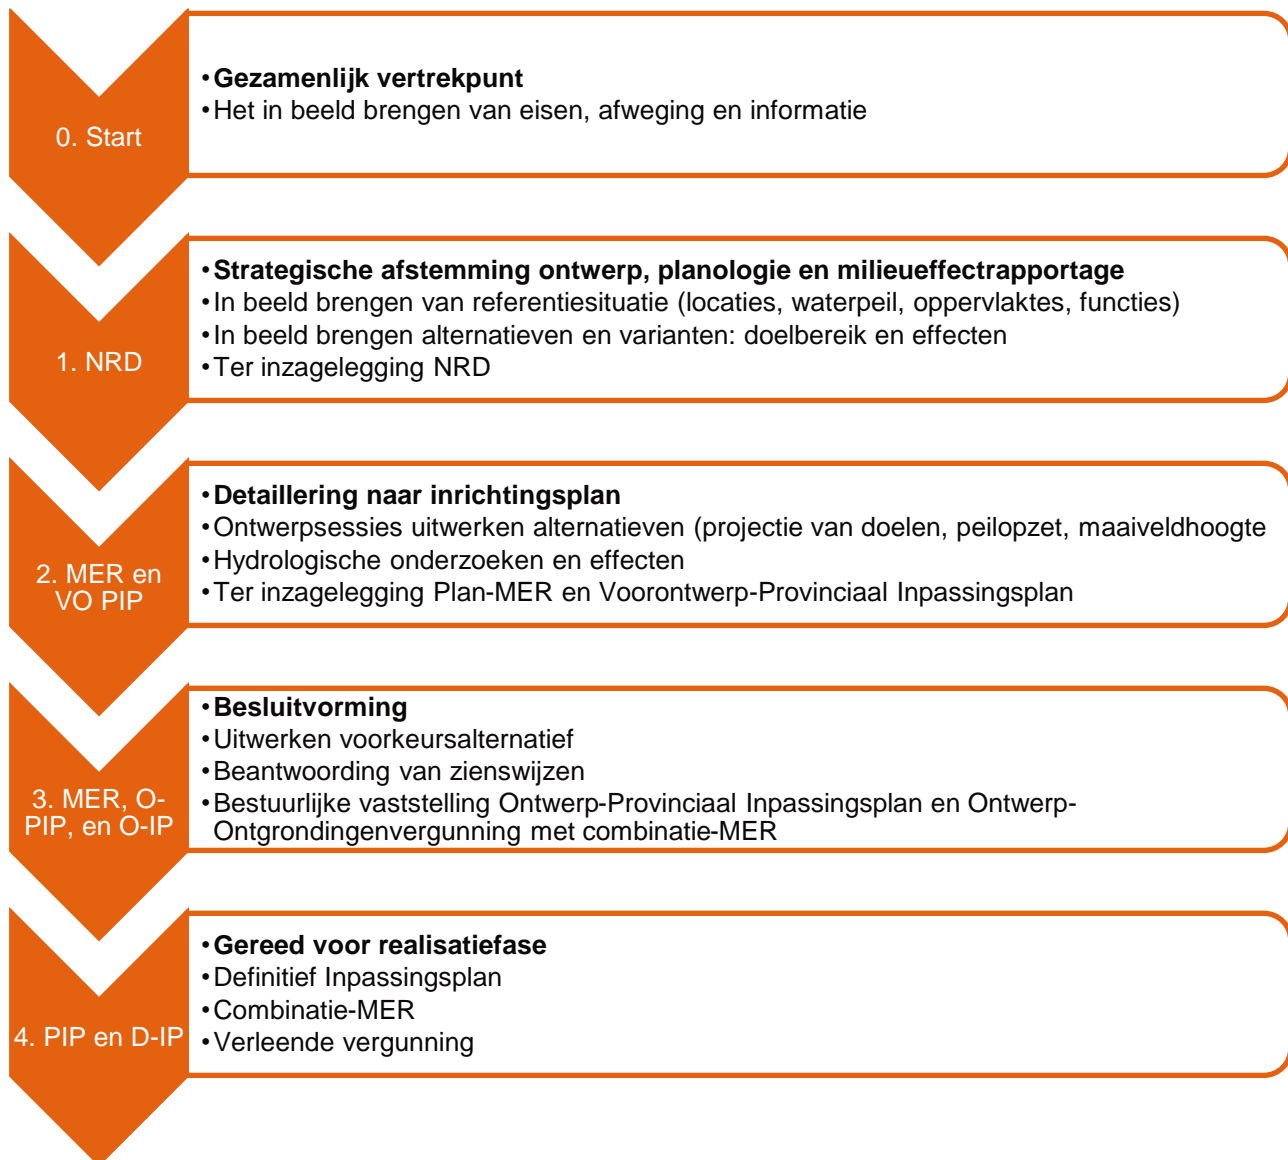 0. Start
•Gezamenlijk vertrekpunt
•Het in beeld brengen van eisen, afweging en informatie
1. NRD
•Strategische afstemming ontwerp, planologie en milieueffectrapportage
•In beeld brengen van referentiesituatie (locaties, waterpeil, oppervlaktes, functies)
•In beeld brengen alternatieven en varianten: doelbereik en effecten
•Ter inzagelegging NRD
2. MER en
VO PIP
•Detaillering naar inrichtingsplan
•Ontwerpsessies uitwerken alternatieven (projectie van doelen, peilopzet, maaiveldhoogte
•Hydrologische onderzoeken en effecten
•Ter inzagelegging Plan-MER en Voorontwerp-Provinciaal Inpassingsplan
3. MER, O-
PIP, en O-IP
•Besluitvorming
•Uitwerken voorkeursalternatief
•Beantwoording van zienswijzen
•Bestuurlijke vaststelling Ontwerp-Provinciaal Inpassingsplan en Ontwerp-
Ontgrondingenvergunning met combinatie-MER
4. PIP en D-IP
•Gereed voor realisatiefase
•Definitief Inpassingsplan
•Combinatie-MER
•Verleende vergunning